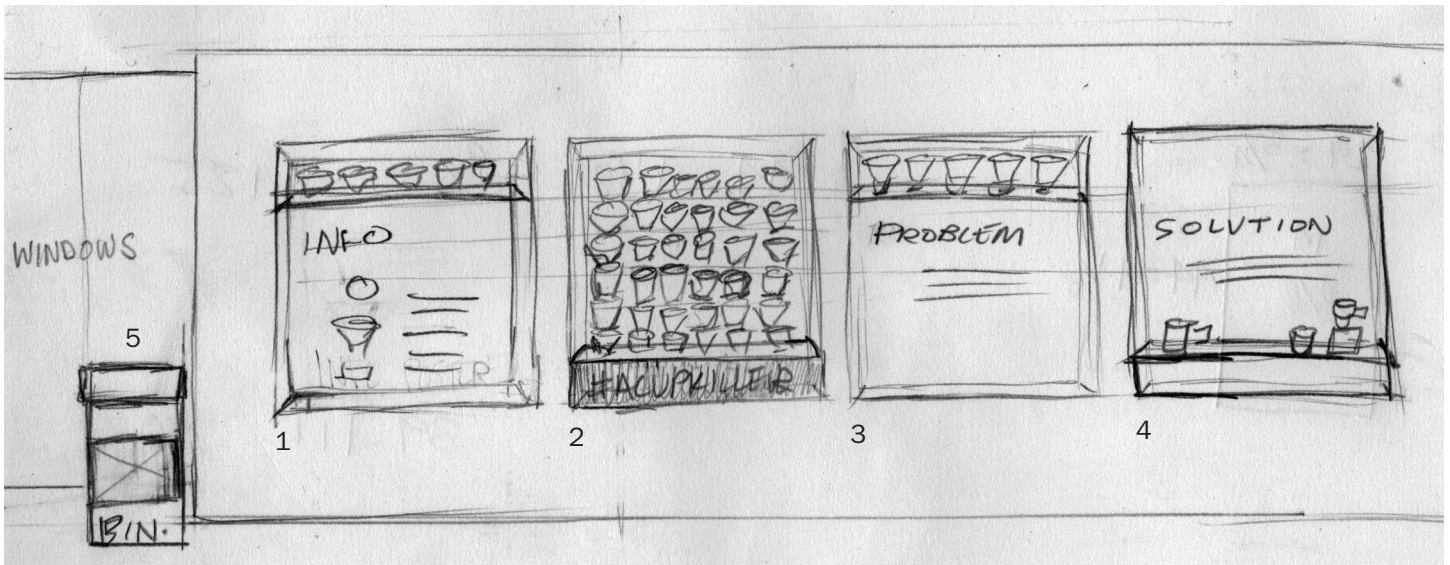 WINDOWS
5
BIN.
INFO
1
#ACUPKILLER
2
PROBLEM
3
SOLUTION
4